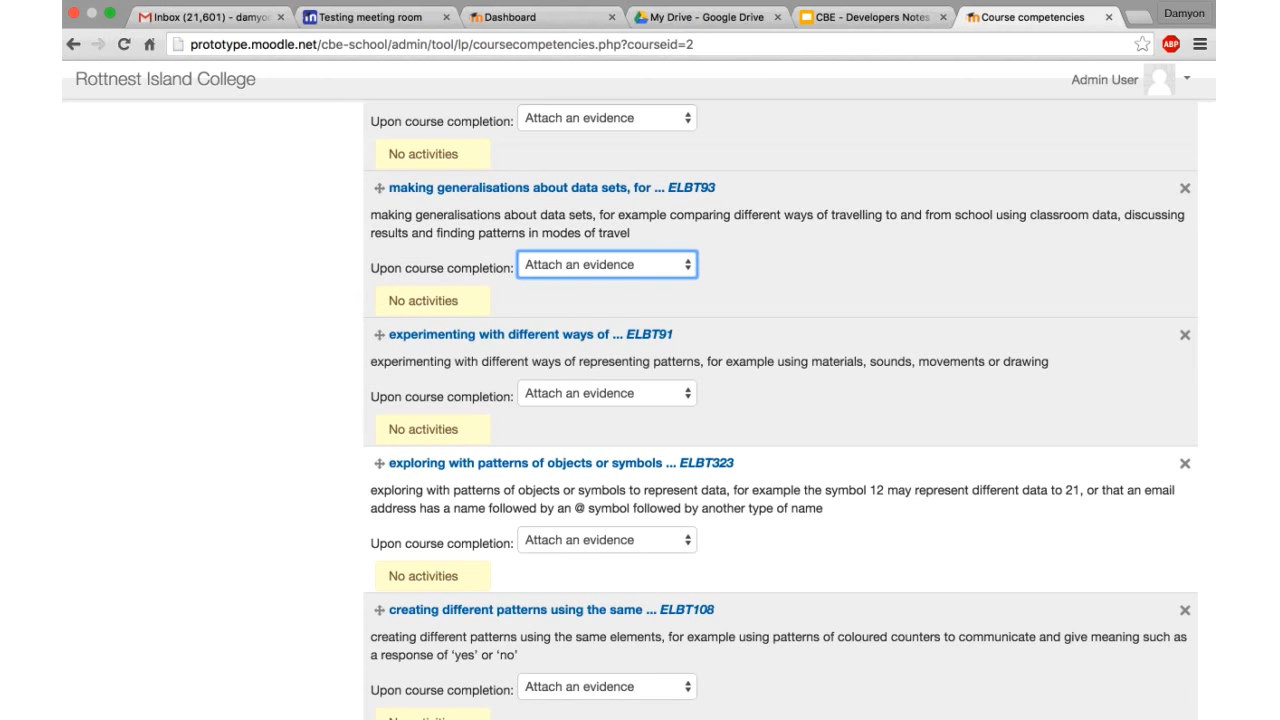 Inbox (21,601) - damyo
Testing meeting room
Dashboard
My Drive - Google Drive
CBE - Developers Notes
Course competencies
Damyon
prototype.moodle.net/cbe-school/admin/tool/lp/coursecompetencies.php?courseid=2
ABP
Rottnest Island College
Admin User
Upon course completion: Attach an evidence
No activities
making generalisations about data sets, for ... ELBT93
making generalisations about data sets, for example comparing different ways of travelling to and from school using classroom data, discussing
results and finding patterns in modes of travel
Upon course completion: Attach an evidence
No activities
experimenting with different ways of ... ELBT91
experimenting with different ways of representing patterns, for example using materials, sounds, movements or drawing
Upon course completion: Attach an evidence
No activities
exploring with patterns of objects or symbols ... ELBT323
exploring with patterns of objects or symbols to represent data, for example the symbol 12 may represent different data to 21, or that an email
address has a name followed by an @ symbol followed by another type of name
Upon course completion: Attach an evidence
No activities
creating different patterns using the same ... ELBT108
creating different patterns using the same elements, for example using patterns of coloured counters to communicate and give meaning such as
a response of ‘yes’ or ‘no’
Upon course completion: Attach an evidence